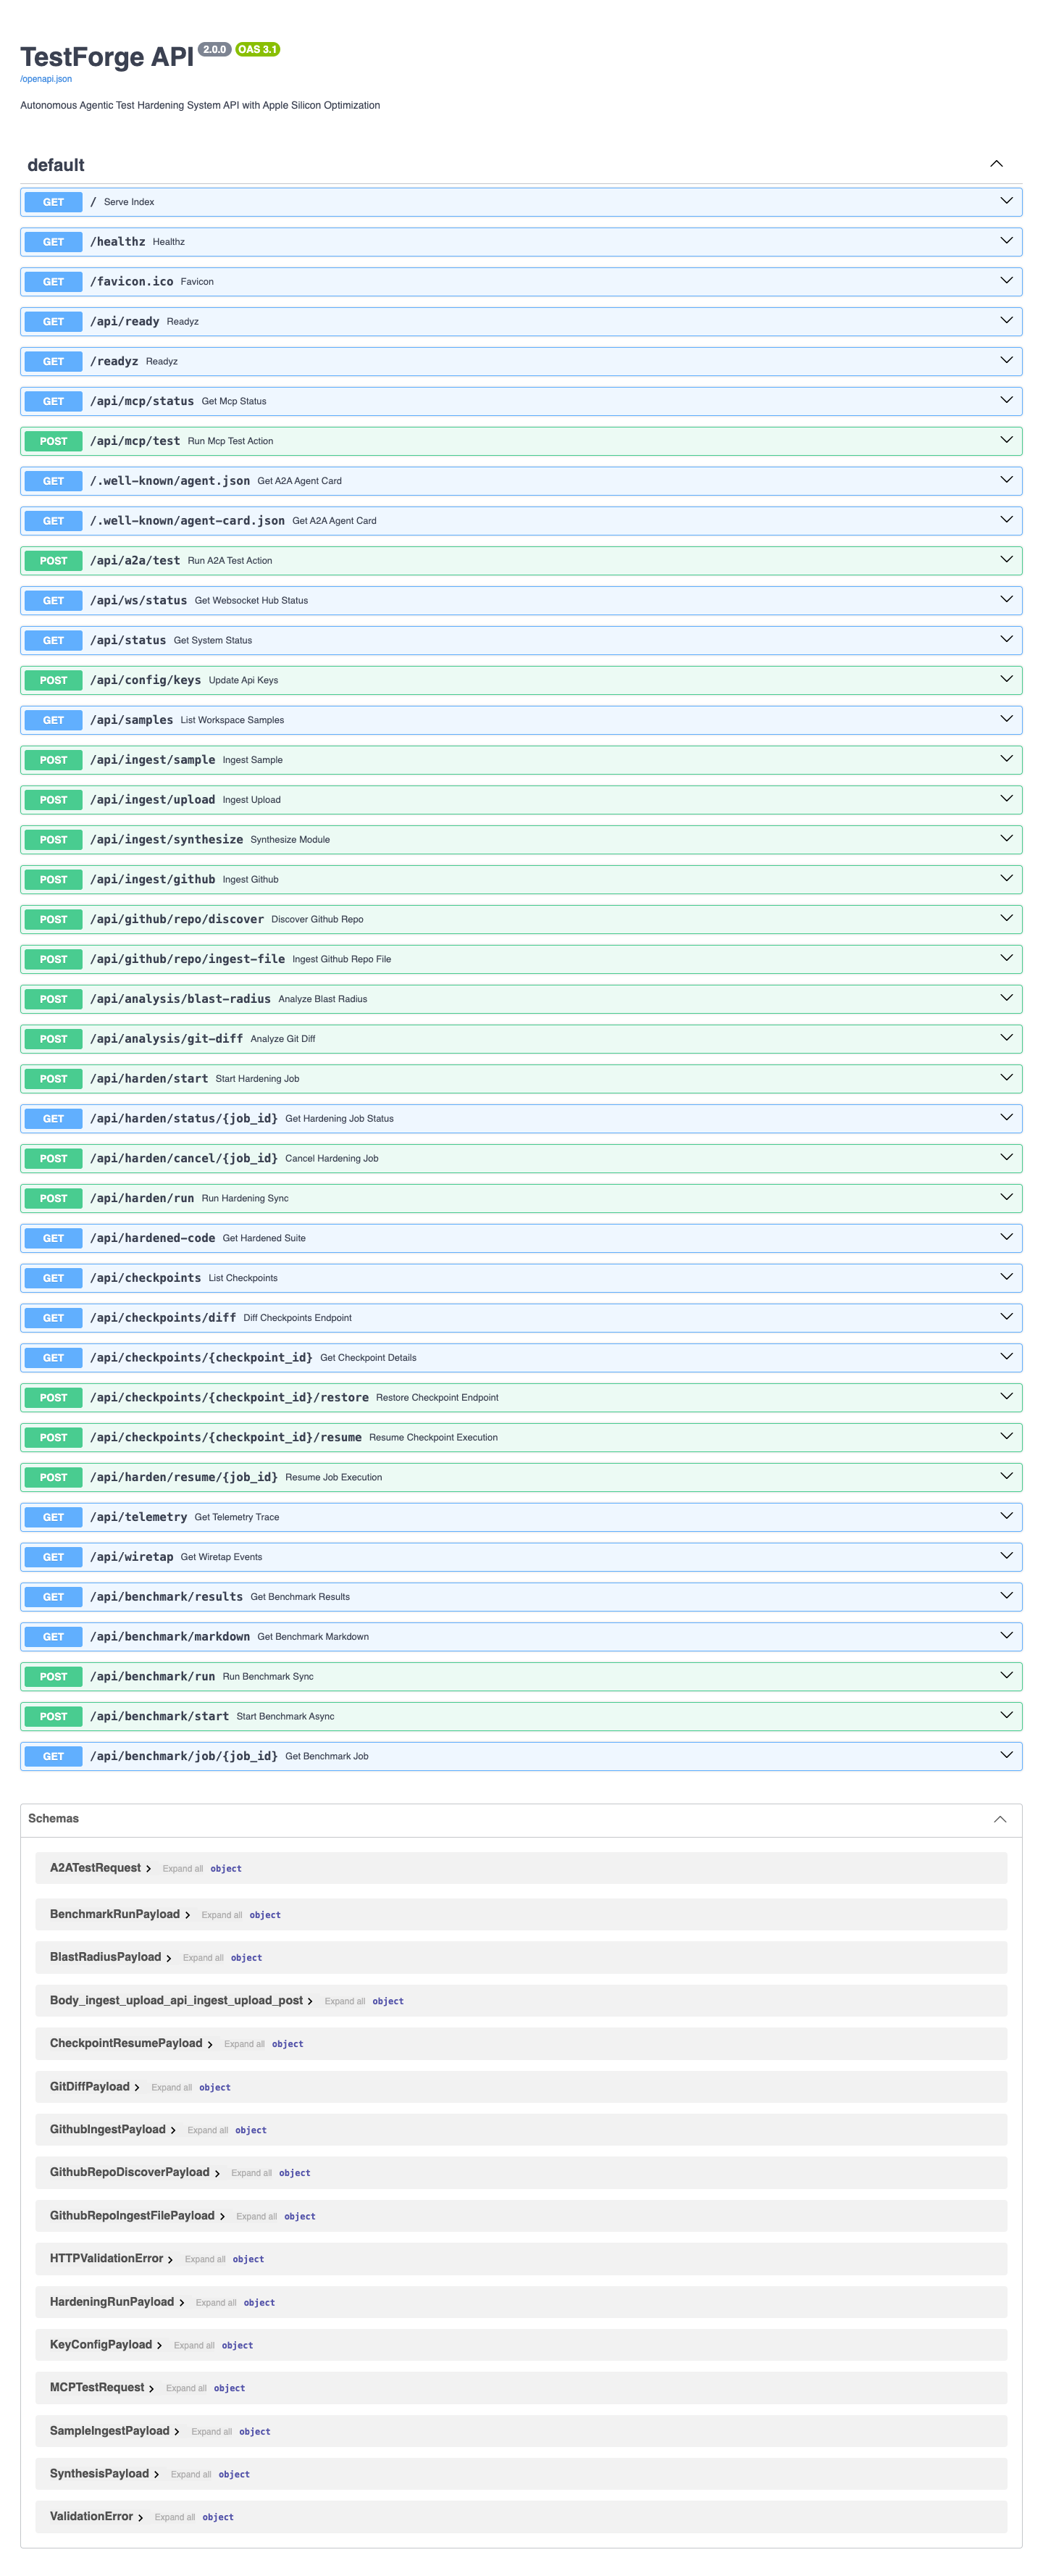 TestForge API 2.0.0 OAS 3.1
/openapi.json
Autonomous Agentic Test Hardening System API with Apple Silicon Optimization
default
GET / Serve Index
GET /healthz Healthz
GET /favicon.ico Favicon
GET /api/ready Readyz
GET /readyz Readyz
GET /api/mcp/status Get Mcp Status
POST /api/mcp/test Run Mcp Test Action
GET /.well-known/agent.json Get A2A Agent Card
GET /.well-known/agent-card.json Get A2A Agent Card
POST /api/a2a/test Run A2A Test Action
GET /api/ws/status Get Websocket Hub Status
GET /api/status Get System Status
POST /api/config/keys Update Api Keys
GET /api/samples List Workspace Samples
POST /api/ingest/sample Ingest Sample
POST /api/ingest/upload Ingest Upload
POST /api/ingest/synthesize Synthesize Module
POST /api/ingest/github Ingest Github
POST /api/github/repo/discover Discover Github Repo
POST /api/github/repo/ingest-file Ingest Github Repo File
POST /api/analysis/blast-radius Analyze Blast Radius
POST /api/analysis/git-diff Analyze Git Diff
POST /api/harden/start Start Hardening Job
GET /api/harden/status/{job_id} Get Hardening Job Status
POST /api/harden/cancel/{job_id} Cancel Hardening Job
POST /api/harden/run Run Hardening Sync
GET /api/hardened-code Get Hardened Suite
GET /api/checkpoints List Checkpoints
GET /api/checkpoints/diff Diff Checkpoints Endpoint
GET /api/checkpoints/{checkpoint_id} Get Checkpoint Details
POST /api/checkpoints/{checkpoint_id}/restore Restore Checkpoint Endpoint
POST /api/checkpoints/{checkpoint_id}/resume Resume Checkpoint Execution
POST /api/harden/resume/{job_id} Resume Job Execution
GET /api/telemetry Get Telemetry Trace
GET /api/wiretap Get Wiretap Events
GET /api/benchmark/results Get Benchmark Results
GET /api/benchmark/markdown Get Benchmark Markdown
POST /api/benchmark/run Run Benchmark Sync
POST /api/benchmark/start Start Benchmark Async
GET /api/benchmark/job/{job_id} Get Benchmark Job
Schemas
A2ATestRequest Expand all object
BenchmarkRunPayload Expand all object
BlastRadiusPayload Expand all object
Body_ingest_upload_api_ingest_upload_post Expand all object
CheckpointResumePayload Expand all object
GitDiffPayload Expand all object
GithubIngestPayload Expand all object
GithubRepoDiscoverPayload Expand all object
GithubRepoIngestFilePayload Expand all object
HTTPValidationError Expand all object
HardeningRunPayload Expand all object
KeyConfigPayload Expand all object
MCPTestRequest Expand all object
SampleIngestPayload Expand all object
SynthesisPayload Expand all object
ValidationError Expand all object